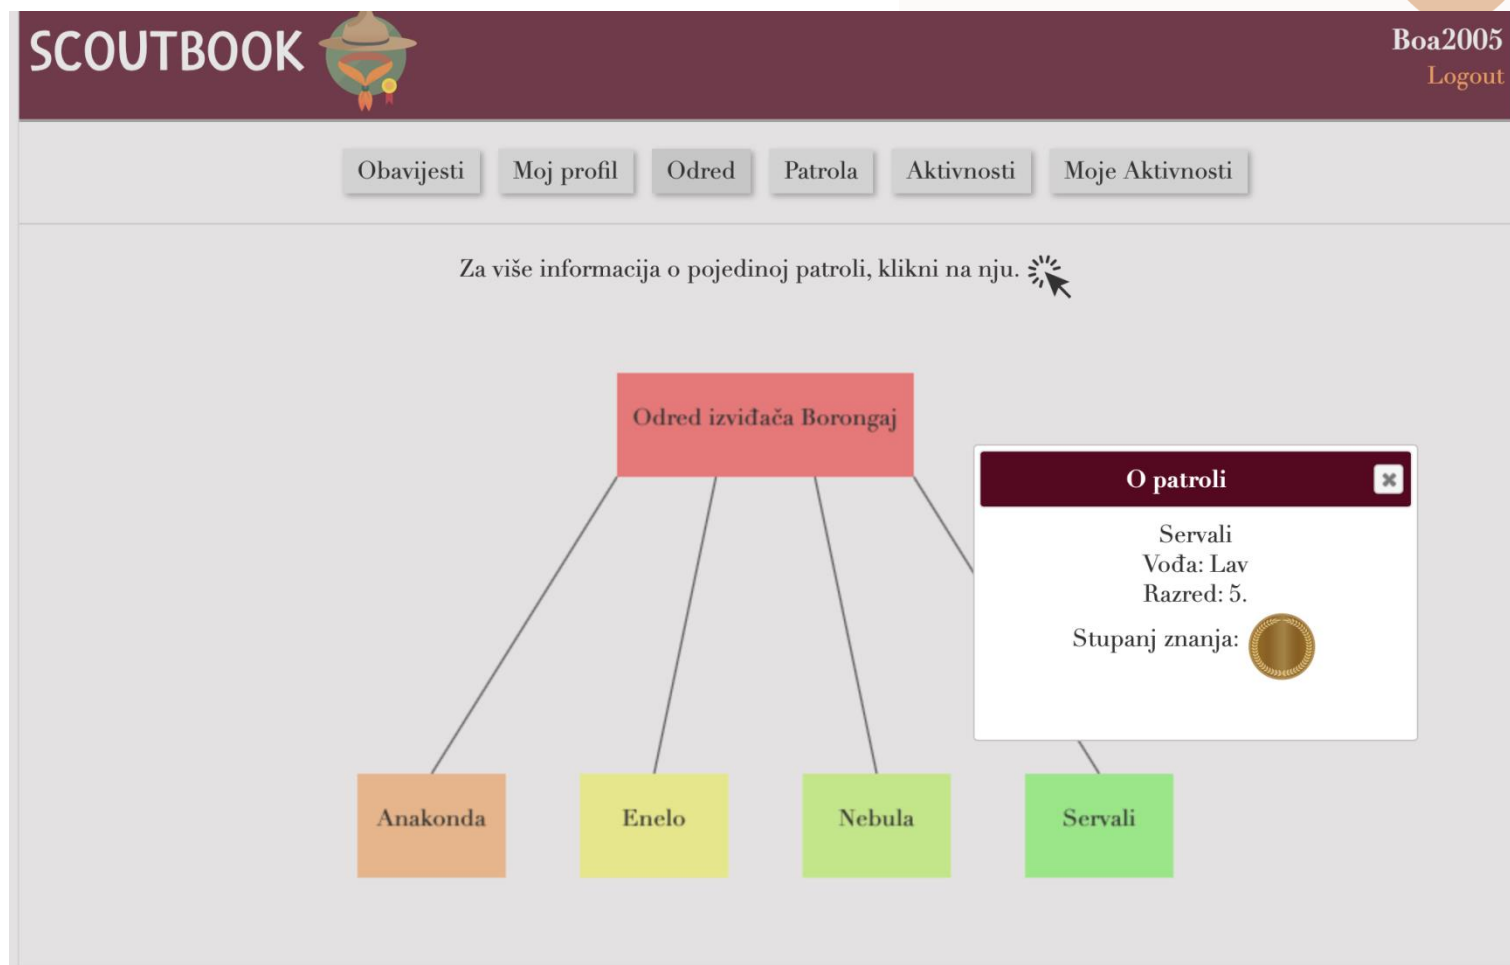 SCOUTBOOK
Boa2005
Logout
Obavijesti
Moj profil
Odred
Patrola
Aktivnosti
Moje Aktivnosti
Za više informacija o pojedinoj patroli, klikni na nju.
Odred izviđača Borongaj
O patroli
Servali
Vođa: Lav
Razred: 5.
Stupanj znanja:
Anakonda
Enelo
Nebula
Servali